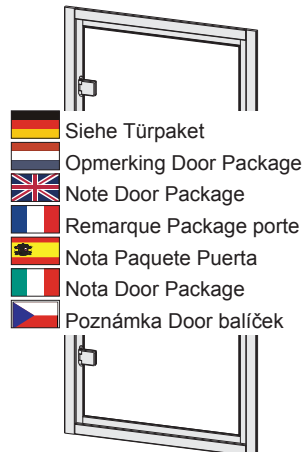 Siehe Türpaket
Opmerking Door Package
Note Door Package
Remarque Package porte
Nota Paquete Puerta
Nota Door Package
Poznámka Door balíček